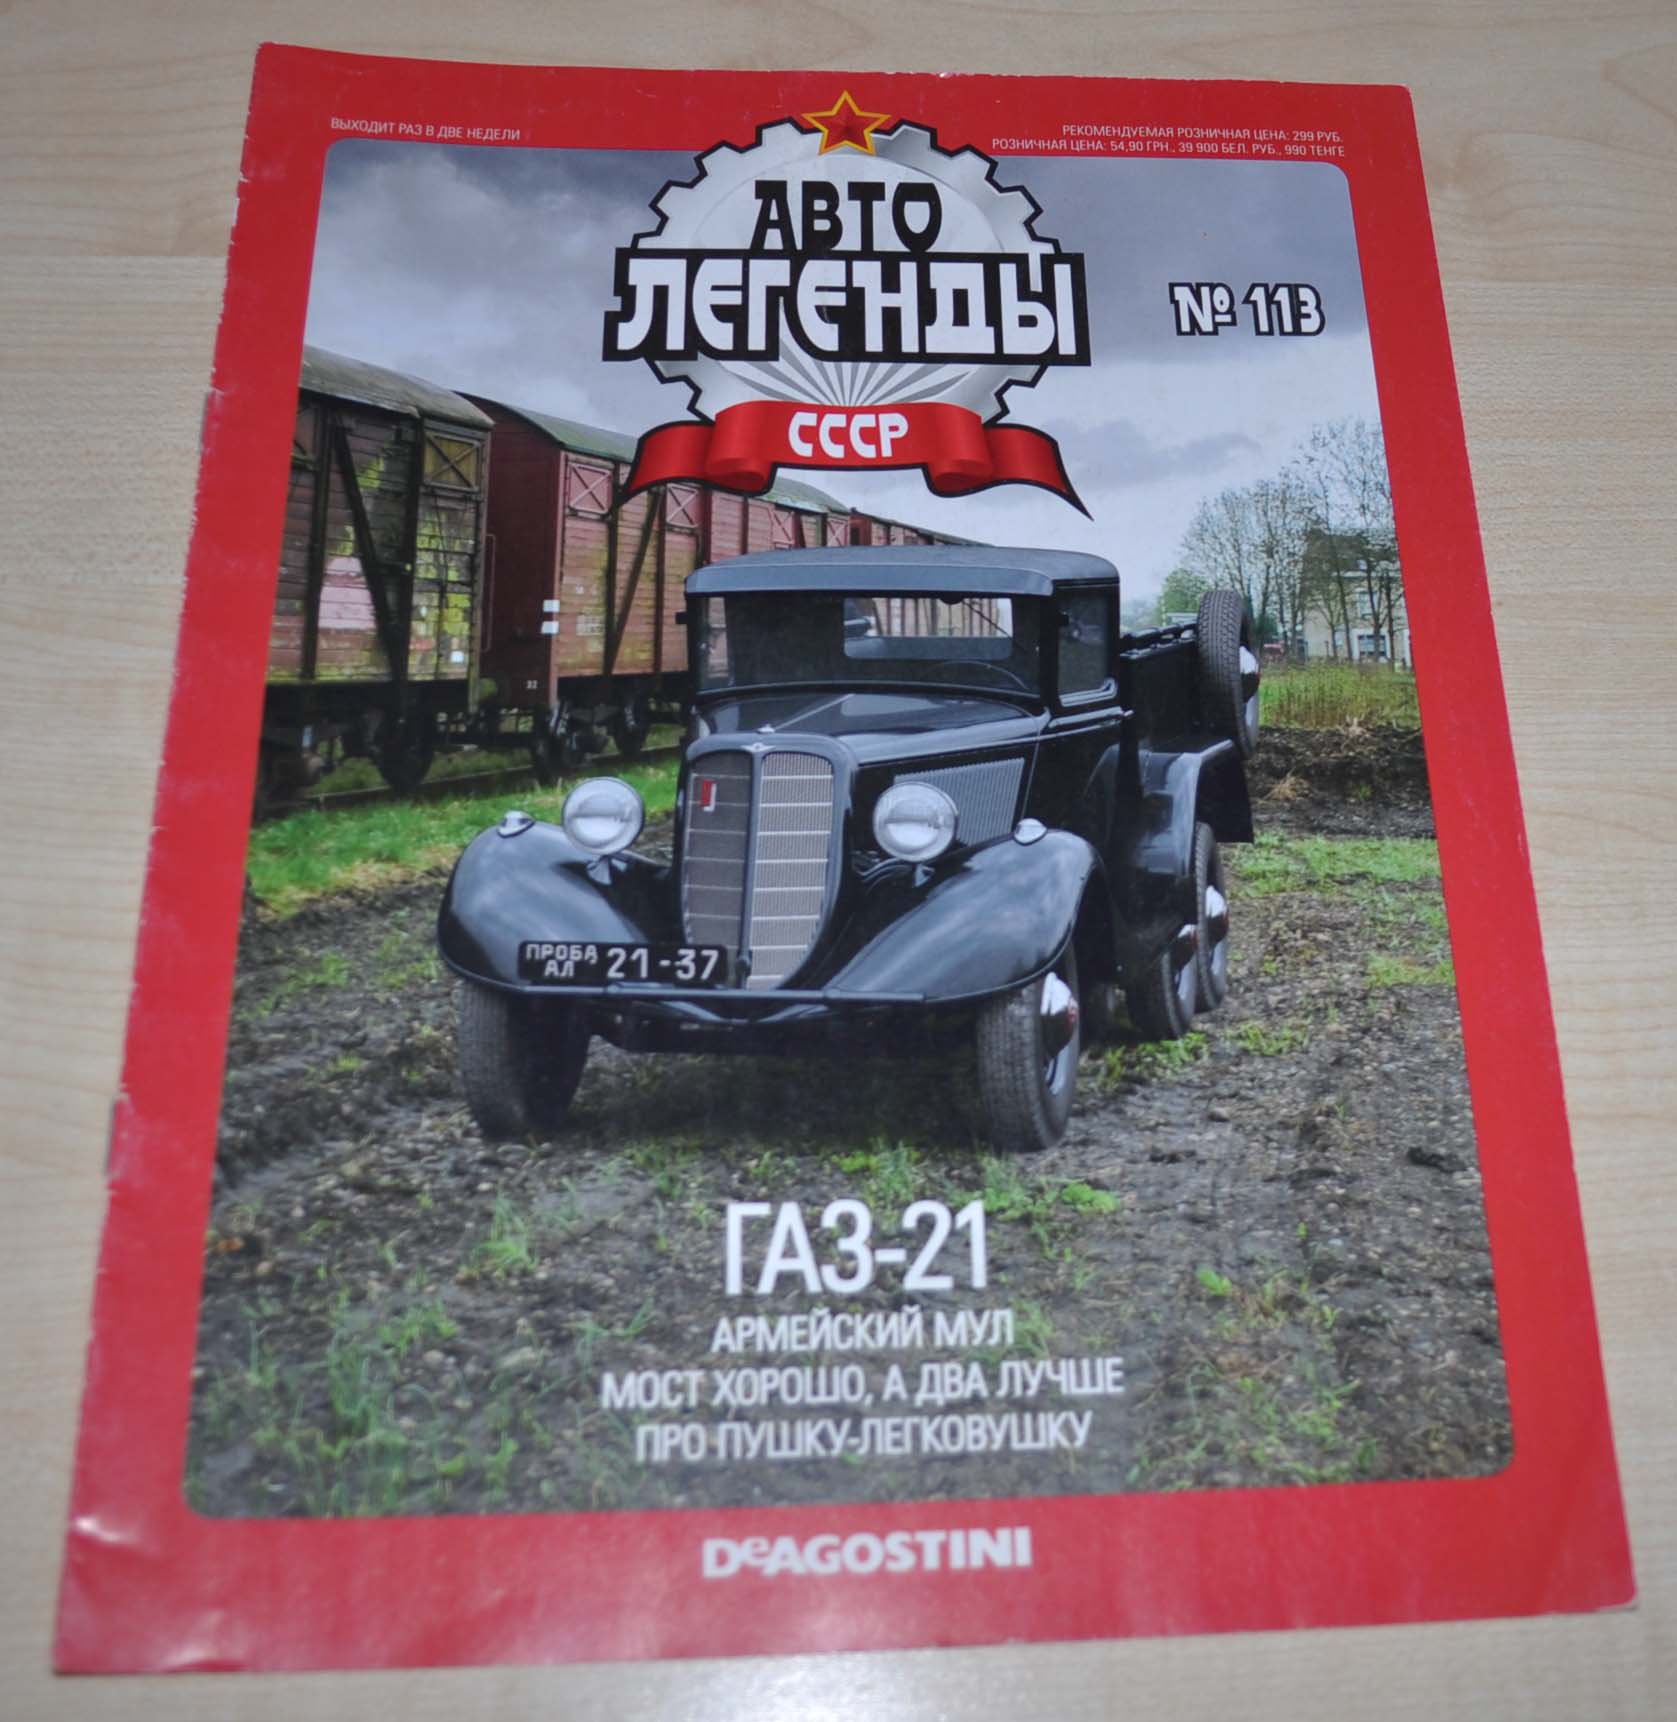 ВЫХОДИТ РАЗ В ДВЕ НЕДЕЛИ
РЕКОМЕНДУЕМАЯ РОЗНИЧНАЯ ЦЕНА: 299 РУБ.
РОЗНИЧНАЯ ЦЕНА: 54,90 ГРН., 39 900 БЕЛ. РУБ., 990 ТЕНГЕ
АВТО
ЛЕГЕНДЫ
СССР
№ 113
ПРОБА
АЛ 21-37
ГАЗ-21
АРМЕЙСКИЙ МУЛ
МОСТ ХОРОШО, А ДВА ЛУЧШЕ
ПРО ПУШКУ-ЛЕГКОВУШКУ
DeAGOSTINI